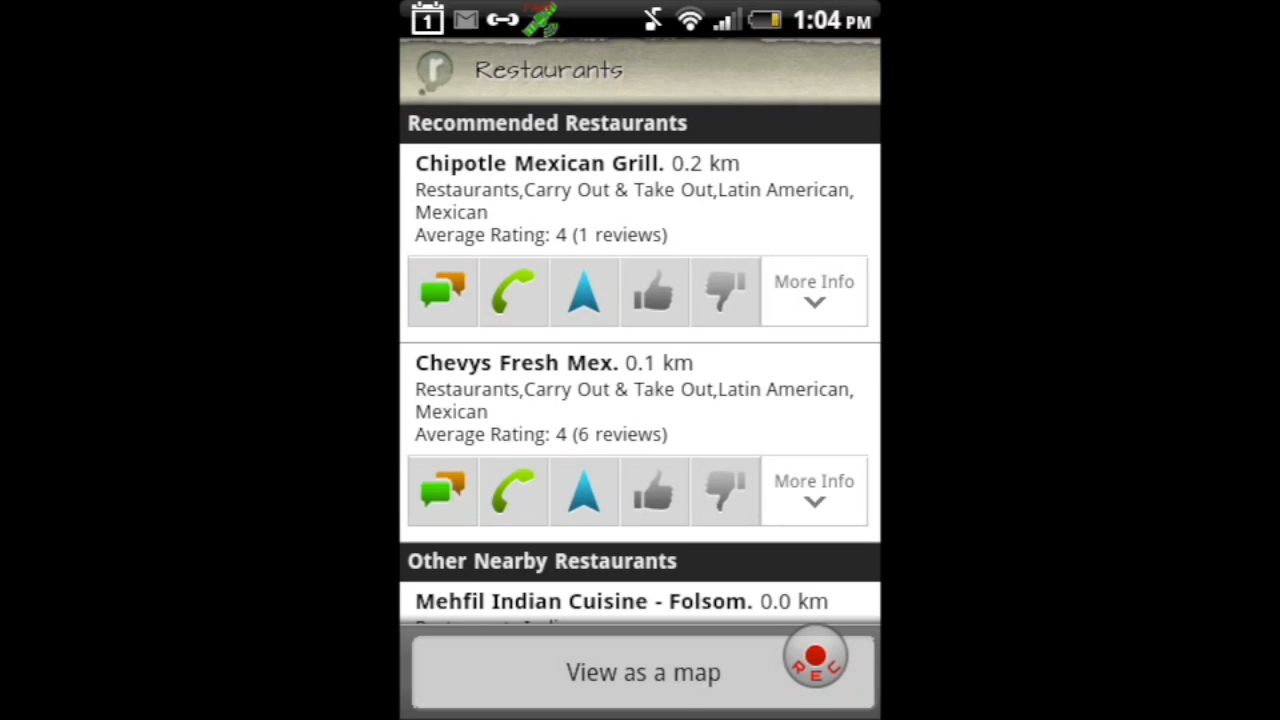 1
1:04 PM
r
Restaurants
Recommended Restaurants
Chipotle Mexican Grill. 0.2 km
Restaurants,Carry Out & Take Out,Latin American,
Mexican
Average Rating: 4 (1 reviews)
More Info
Chevys Fresh Mex. 0.1 km
Restaurants,Carry Out & Take Out,Latin American,
Mexican
Average Rating: 4 (6 reviews)
More Info
Other Nearby Restaurants
Mehfil Indian Cuisine - Folsom. 0.0 km
View as a map
REC